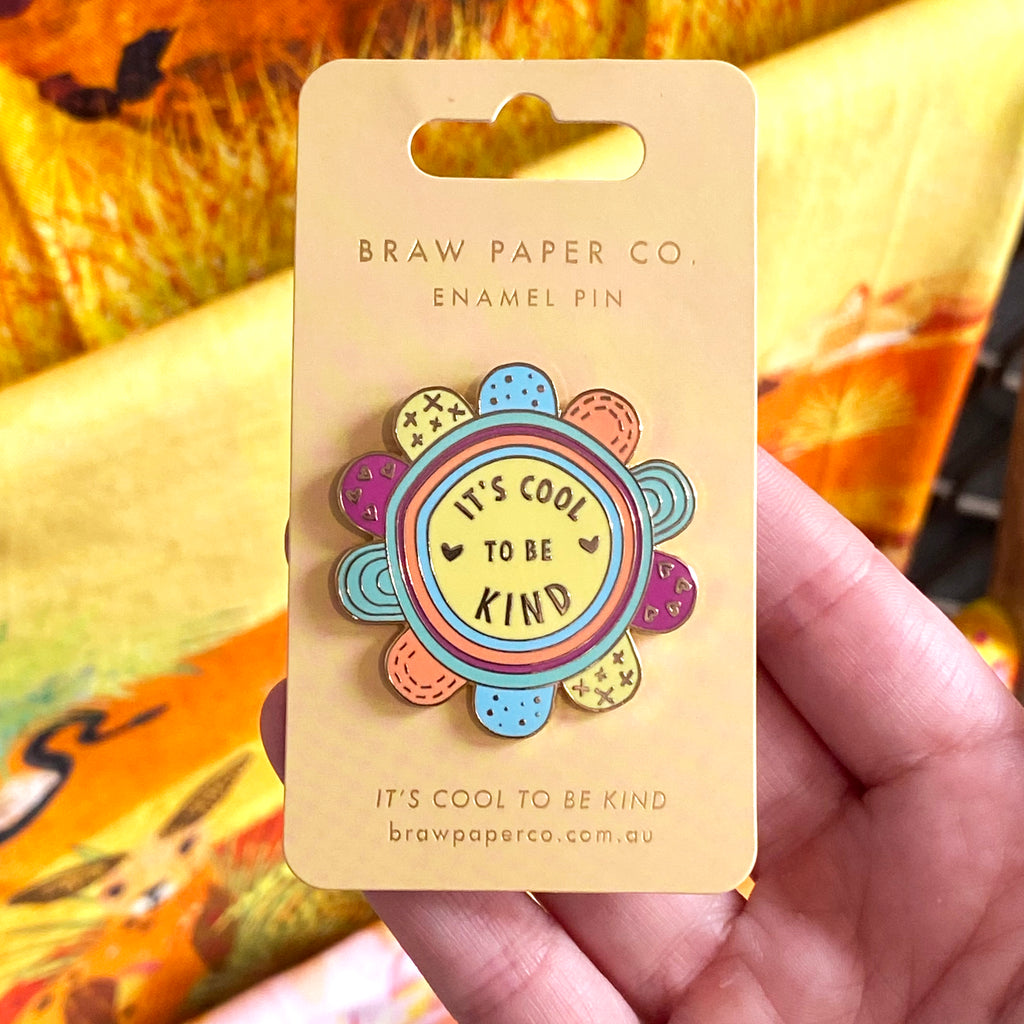 BRAW PAPER CO.
ENAMEL PIN
IT'S COOL
TO BE
KIND
IT'S COOL TO BE KIND
brawpaperco.com.au